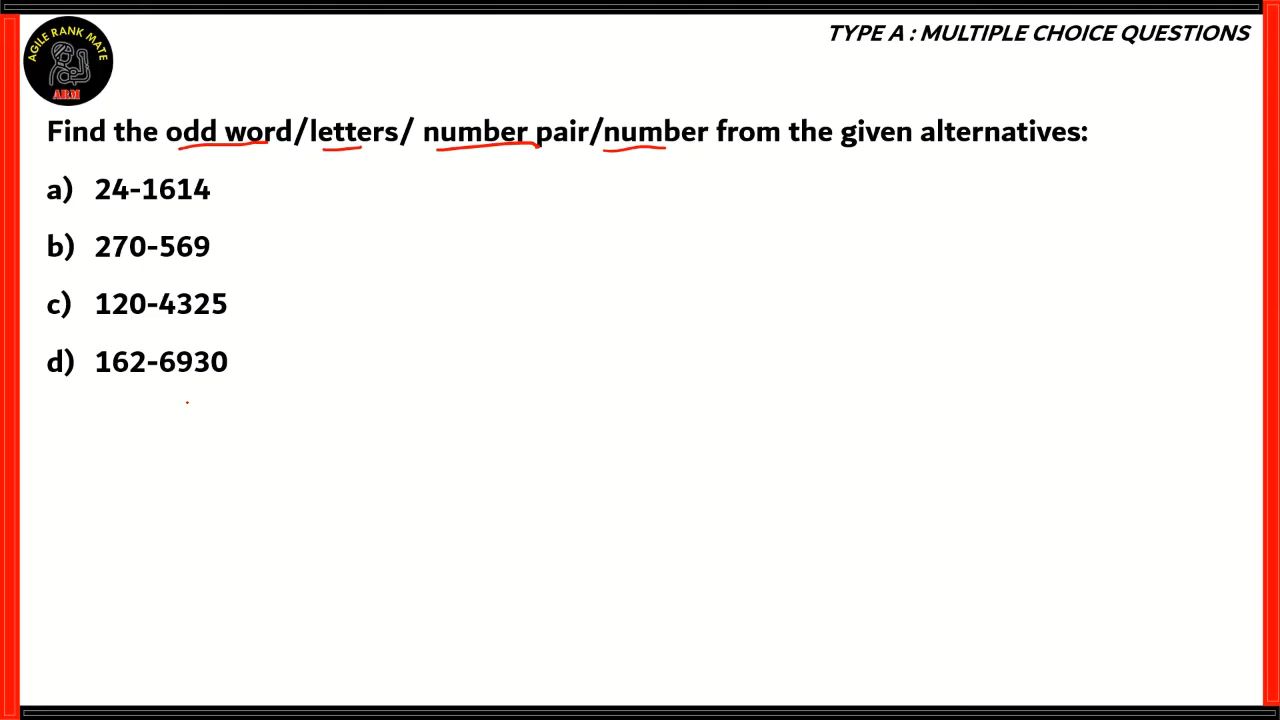 AGILE RANK MATE
ARM
TYPE A : MULTIPLE CHOICE QUESTIONS
Find the odd word/letters/ number pair/number from the given alternatives:
a) 24-1614
b) 270-569
c) 120-4325
d) 162-6930